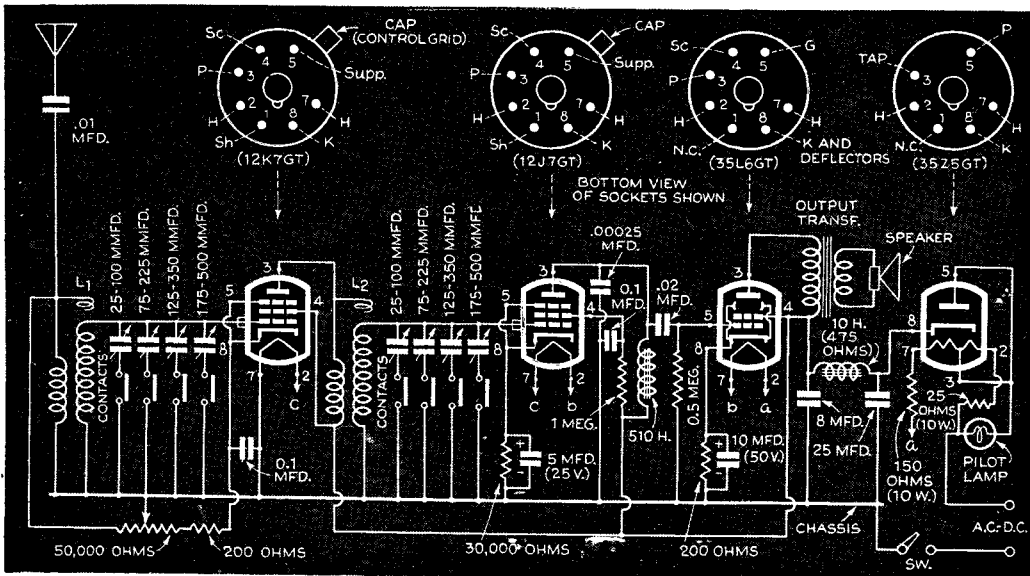 CAP
(CONTROL GRID)
Sc
4
5
Supp.
P
3
2
7
H
H
1
8
Sh
K
(12K7GT)
CAP
Sc
4
5
Supp.
P
3
2
7
H
H
1
8
Sh
K
(12J7GT)
Sc
4
5
G
P
3
2
7
H
H
1
8
N.C.
K AND
DEFLECTORS
(35L6GT)
P
5
TAP
3
2
7
H
H
1
8
N.C.
K
(35Z5GT)
BOTTOM VIEW
OF SOCKETS SHOWN
.01
MFD.
L1
CONTACTS
25-100 MMFD.
75-225 MMFD.
125-350 MMFD.
175-500 MMFD.
3
5
4
8
7
2
C
0.1
MFD.
50,000 OHMS
200 OHMS
L2
CONTACTS
25-100 MMFD.
75-225 MMFD.
125-350 MMFD.
175-500 MMFD.
3
5
4
8
7
2
c
b
.00025
MFD.
0.1
MFD.
1 MEG.
510 H.
5 MFD.
(25 V.)
30,000 OHMS
.02
MFD.
0.5 MEG.
3
5
4
8
7
2
b
a
10 MFD.
(50 V.)
200 OHMS
OUTPUT
TRANSF.
SPEAKER
10 H.
(475
OHMS)
8 MFD.
25 MFD.
5
8
7
2
3
a
25
OHMS
(10W.)
150
OHMS
(10 W.)
PILOT
LAMP
CHASSIS
A.C.-D.C.
SW.